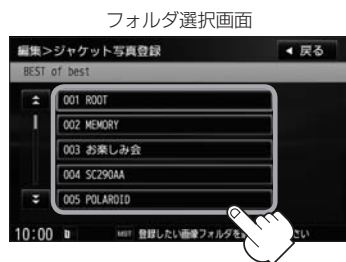 フォルダ選択画面
編集>ジャケット写真登録
◀ 戻る
BEST of best
001 ROOT
002 MEMORY
003 お楽しみ会
004 SC290AA
005 POLAROID
10:00
登録したい画像フォルダを
さい